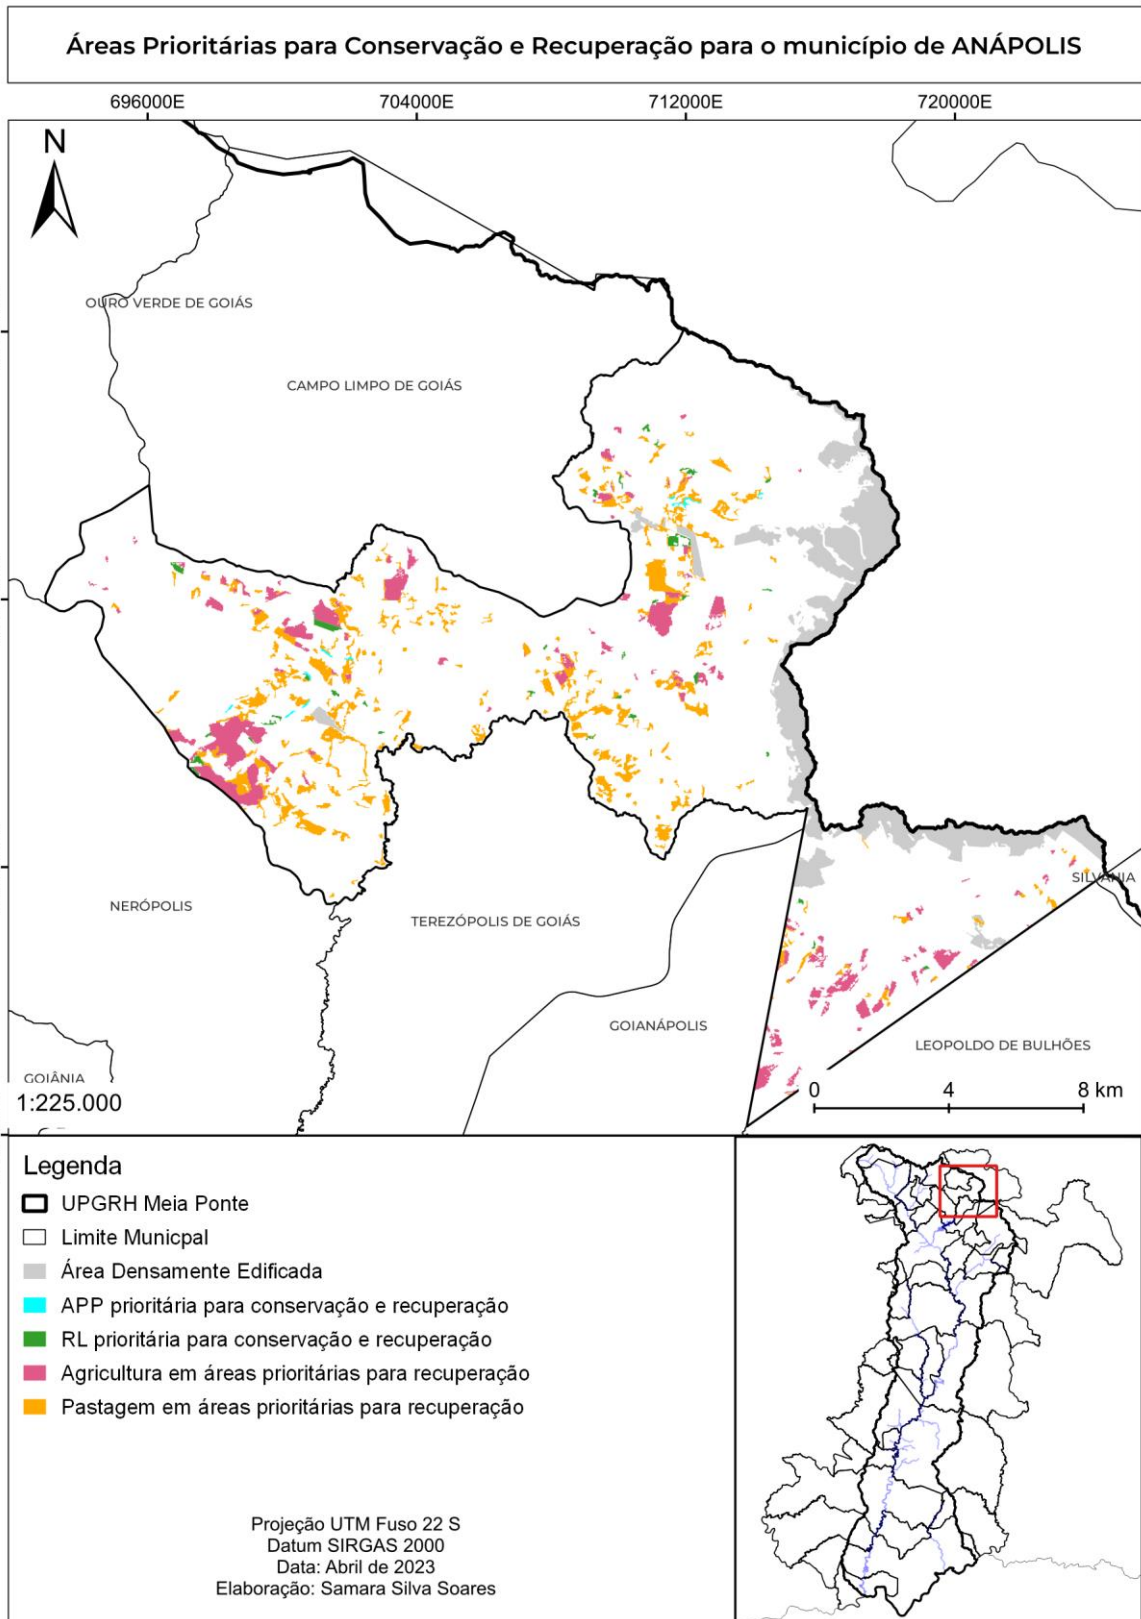 Áreas Prioritárias para Conservação e Recuperação para o município de ANÁPOLIS
696000E 704000E 712000E 720000E
N
OURO VERDE DE GOIÁS
CAMPO LIMPO DE GOIÁS
SILVÂNIA
NERÓPOLIS
TEREZÓPOLIS DE GOIÁS
GOIANÁPOLIS
LEOPOLDO DE BULHÕES
GOIÂNIA
1:225.000
0 4 8 km
Legenda
UPGRH Meia Ponte
Limite Municpal
Área Densamente Edificada
APP prioritária para conservação e recuperação
RL prioritária para conservação e recuperação
Agricultura em áreas prioritárias para recuperação
Pastagem em áreas prioritárias para recuperação
Projeção UTM Fuso 22 S
Datum SIRGAS 2000
Data: Abril de 2023
Elaboração: Samara Silva Soares